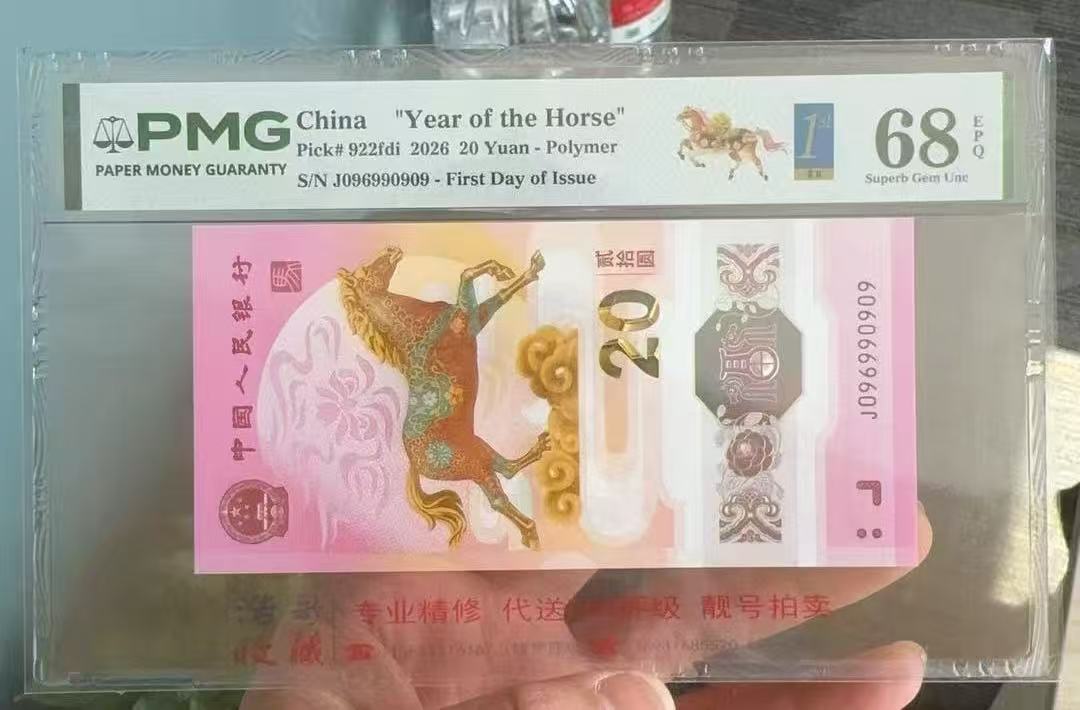 PMG
PAPER MONEY GUARANTY
China "Year of the Horse"
Pick# 922fdi 2026 20 Yuan - Polymer
S/N J096990909 - First Day of Issue
1st
68
EPQ
Superb Gem Unc
中国人民银行
贰拾圆
20
J096990909
专业精修 代送 评级 靓号拍卖
收藏